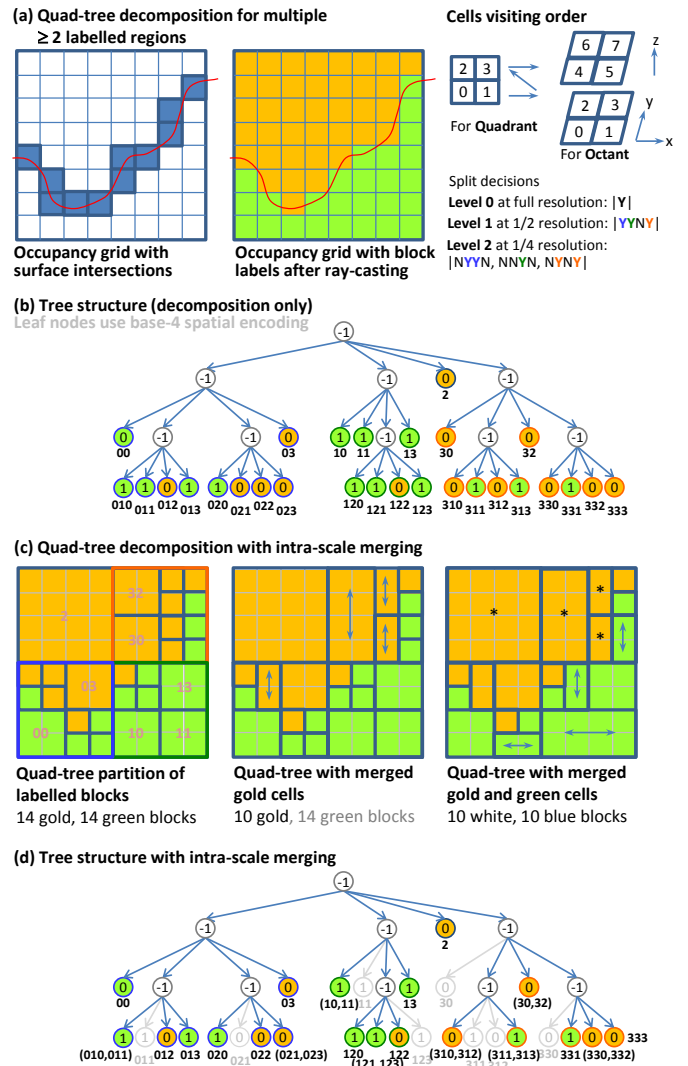 (a) Quad-tree decomposition for multiple
≥ 2 labelled regions
Cells visiting order
2 3
0 1
6 7
4 5
2 3
0 1
z
y
x
For Quadrant
For Octant
Split decisions
Level 0 at full resolution: |Y|
Level 1 at 1/2 resolution: |YYNY|
Level 2 at 1/4 resolution:
|NYYN, NNYN, NYNY|
Occupancy grid with
surface intersections
Occupancy grid with block
labels after ray-casting
(b) Tree structure (decomposition only)
Leaf nodes use base-4 spatial encoding
-1
-1 -1 0 -1
2
0 -1 -1 0 1 1 -1 1 0 -1 0 -1
00 03 10 11 13 30 32
1 1 0 1 1 0 0 0 1 1 0 1 0 1 0 1 0 1 0 0
010 011 012 013 020 021 022 023 120 121 122 123 310 311 312 313 330 331 332 333
(c) Quad-tree decomposition with intra-scale merging
2 32 30
03 13
00 10 11
* * * *
Quad-tree partition of
labelled blocks
14 gold, 14 green blocks
Quad-tree with merged
gold cells
10 gold, 14 green blocks
Quad-tree with merged
gold and green cells
10 white, 10 blue blocks
(d) Tree structure with intra-scale merging
-1
-1 -1 0 -1
2
0 -1 -1 0 1 1 -1 1 0 -1 0 -1
00 03 (10,11) 11 13 30 (30,32)
1 1 0 1 1 0 0 0 1 1 0 1 0 1 0 1 0 1 0 0 333
(010,011) 011 012 013 020 021 022 (021,023) 120 (121,123) 122 123 (310,312) 311 312 (311,313) 330 331 (330,332)